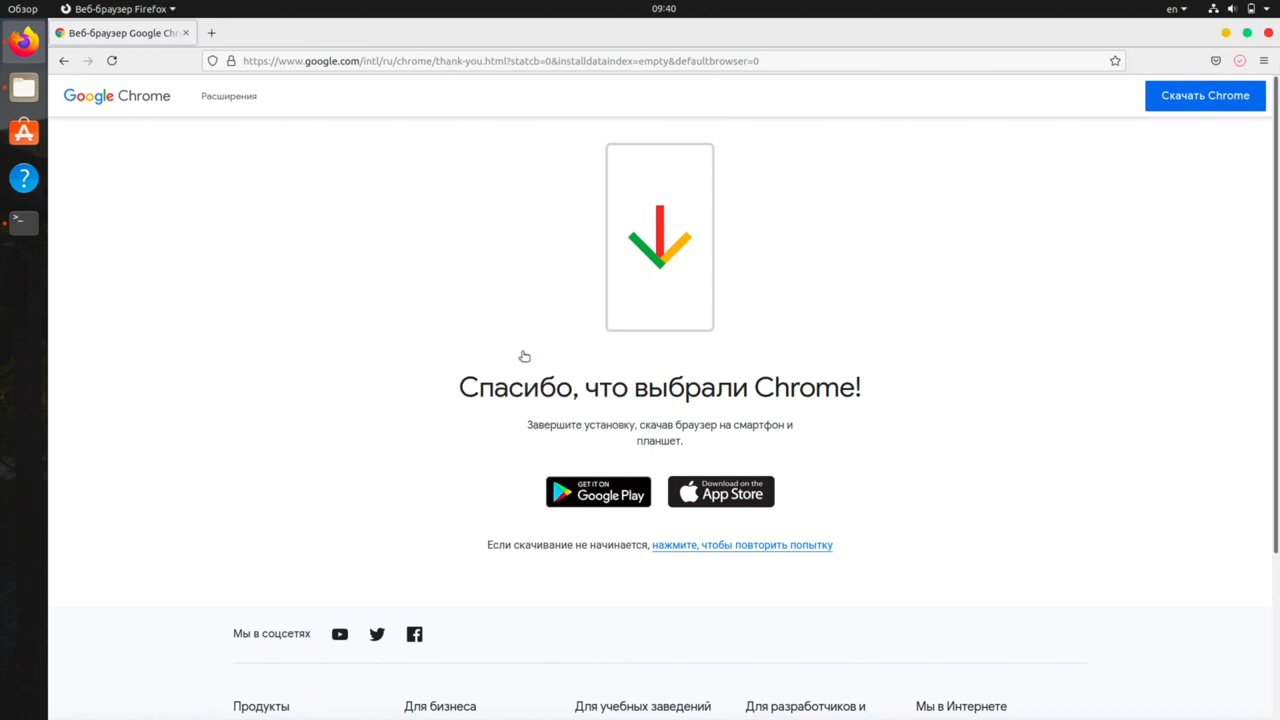 Обзор
Веб-браузер Firefox
09:40
en
Веб-браузер Google Chr
https://www.google.com/intl/ru/chrome/thank-you.html?statcb=0&installdataindex=empty&defaultbrowser=0
Google Chrome
Расширения
Скачать Chrome
Спасибо, что выбрали Chrome!
Завершите установку, скачав браузер на смартфон и
планшет.
GET IT ON
Google Play
Download on the
App Store
Если скачивание не начинается, нажмите, чтобы повторить попытку
Мы в соцсетях
Продукты
Для бизнеса
Для учебных заведений
Для разработчиков и
Мы в Интернете